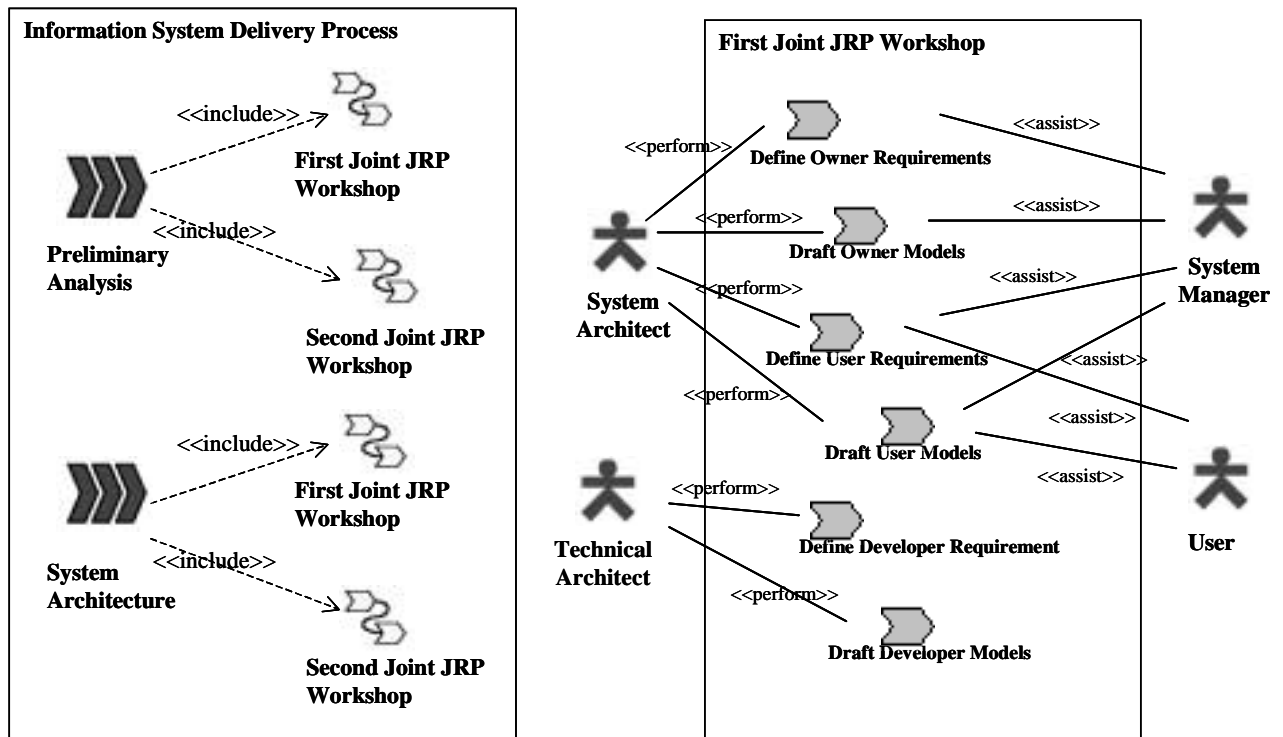 Information System Delivery Process
<<include>>
First Joint JRP
Workshop
<<include>>
Preliminary
Analysis
Second Joint JRP
Workshop
<<include>>
First Joint JRP
Workshop
<<include>>
System
Architecture
Second Joint JRP
Workshop
First Joint JRP Workshop
<<perform>>
Define Owner Requirements
<<assist>>
<<perform>>
Draft Owner Models
<<assist>>
System
Architect
System
Manager
<<perform>>
Define User Requirements
<<assist>>
<<assist>>
<<perform>>
Draft User Models
<<assist>>
<<assist>>
User
Technical
Architect
<<perform>>
Define Developer Requirement
<<perform>>
Draft Developer Models